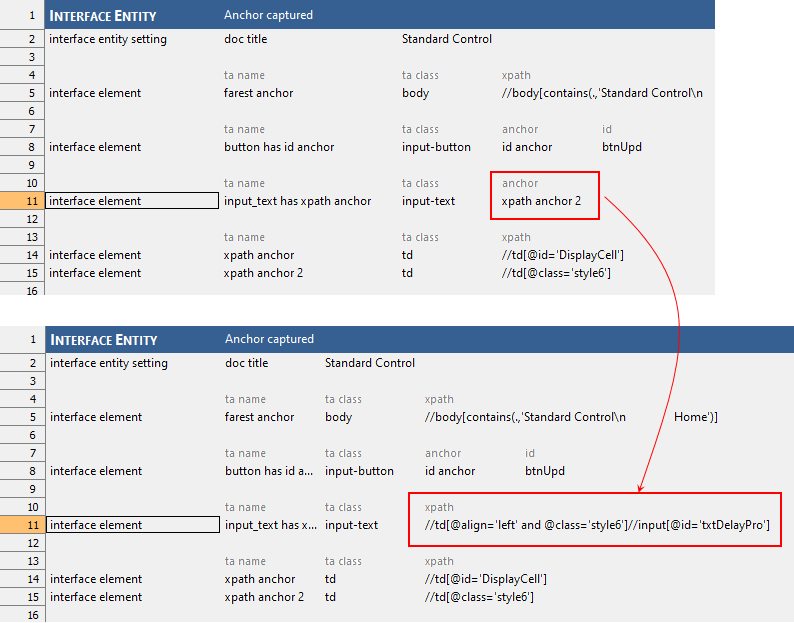 1 INTERFACE ENTITY Anchor captured
2 interface entity setting doc title Standard Control
3
4 ta name ta class xpath
5 interface element farest anchor body //body[contains(.,'Standard Control\n
6
7 ta name ta class anchor id
8 interface element button has id anchor input-button id anchor btnUpd
9
10 ta name ta class anchor
11 interface element input_text has xpath anchor input-text xpath anchor 2
12
13 ta name ta class xpath
14 interface element xpath anchor td //td[@id='DisplayCell']
15 interface element xpath anchor 2 td //td[@class='style6']
16
1 INTERFACE ENTITY Anchor captured
2 interface entity setting doc title Standard Control
3
4 ta name ta class xpath
5 interface element farest anchor body //body[contains(.,'Standard Control\n Home')]
6
7 ta name ta class anchor id
8 interface element button has id a... input-button id anchor btnUpd
9
10 ta name ta class xpath
11 interface element input_text has x... input-text //td[@align='left' and @class='style6']//input[@id='txtDelayPro']
12
13 ta name ta class xpath
14 interface element xpath anchor td //td[@id='DisplayCell']
15 interface element xpath anchor 2 td //td[@class='style6']
16